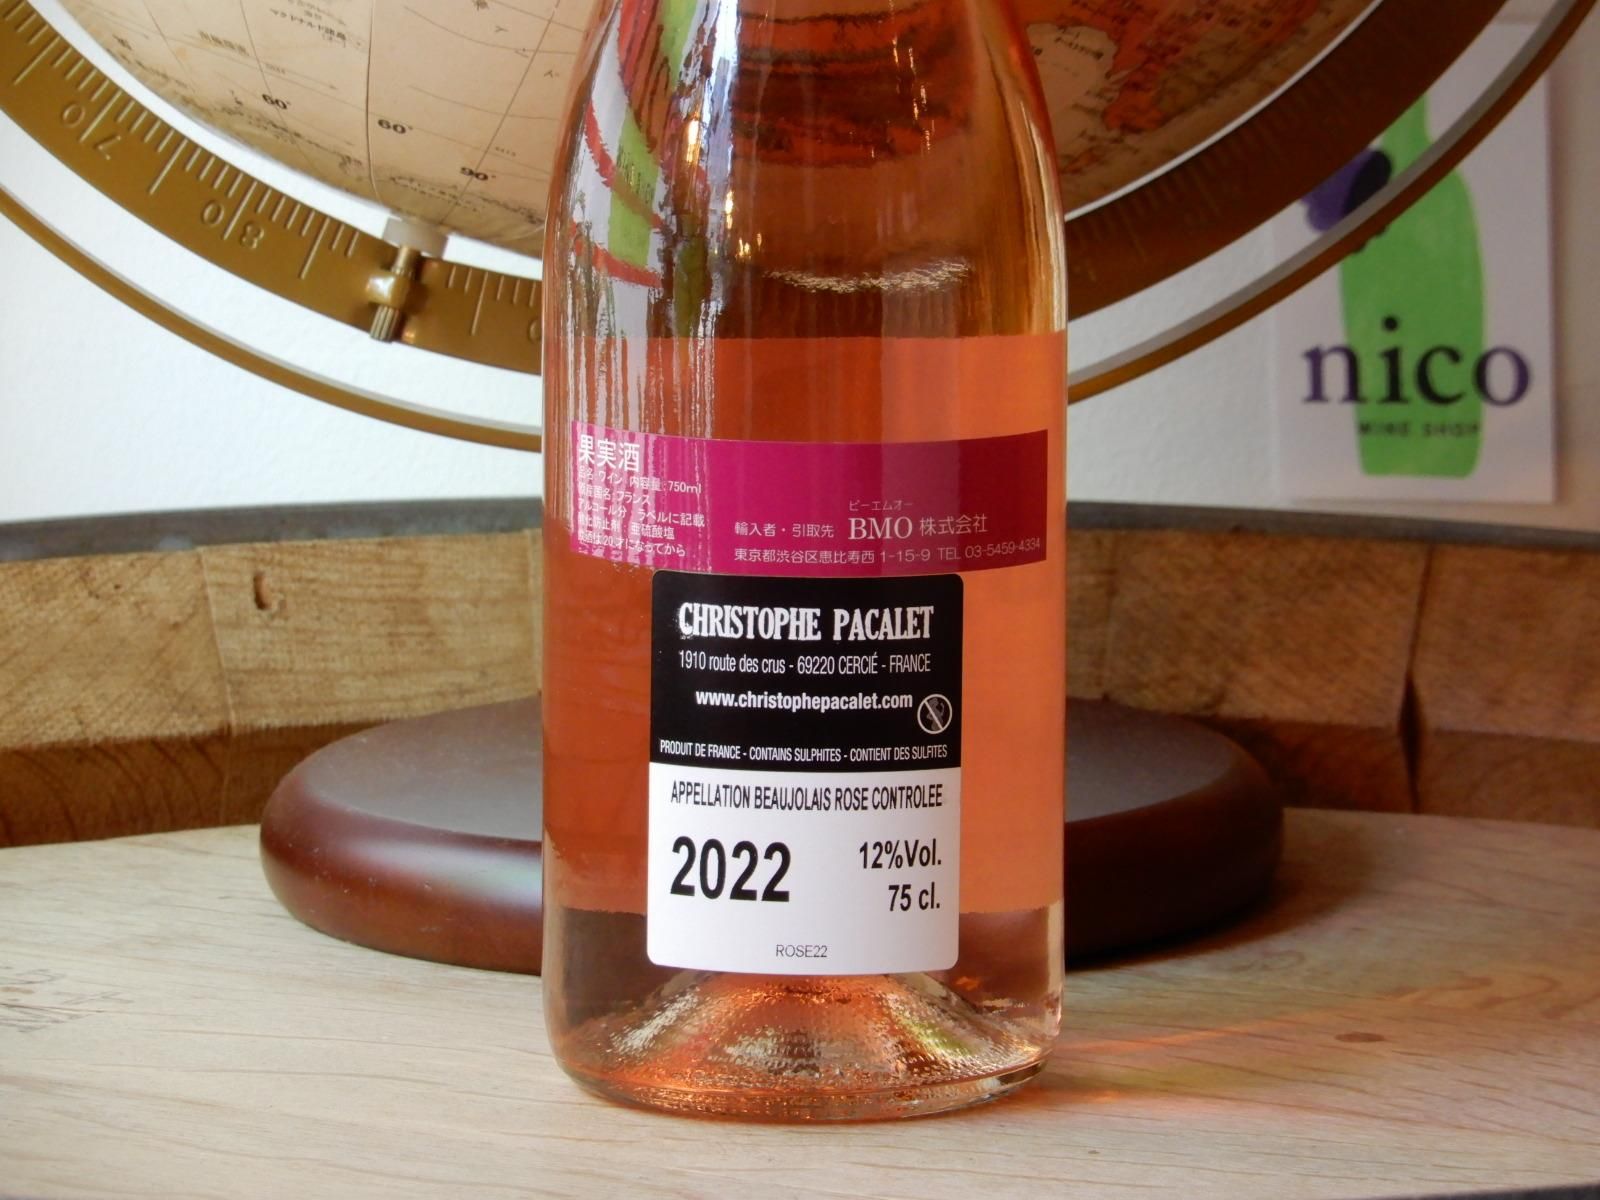 60°
60°
90°
70
80
nico
WINE SHOP
果実酒
品名:ワイン 内容量:750ml
原産国名:フランス
アルコール分:ラベルに記載
酸化防止剤:亜硫酸塩
飲酒は20才になってから
ビーエムオー
輸入者・引取先 BMO 株式会社
東京都渋谷区恵比寿西1-15-9 TEL 03-5459-4334
CHRISTOPHE PACALET
1910 route des crus - 69220 CERCIÉ - FRANCE
www.christophepacalet.com
PRODUIT DE FRANCE - CONTAINS SULPHITES - CONTIENT DES SULFITES
APPELLATION BEAUJOLAIS ROSE CONTROLEE
2022
12%Vol.
75 cl.
ROSE22